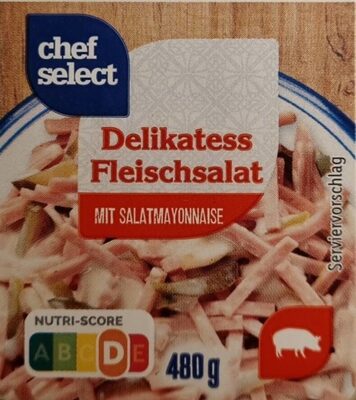 chef
select
Delikatess
Fleischsalat
MIT SALATMAYONNAISE
Serviervorschlag
NUTRI-SCORE
A B C D E
480 g